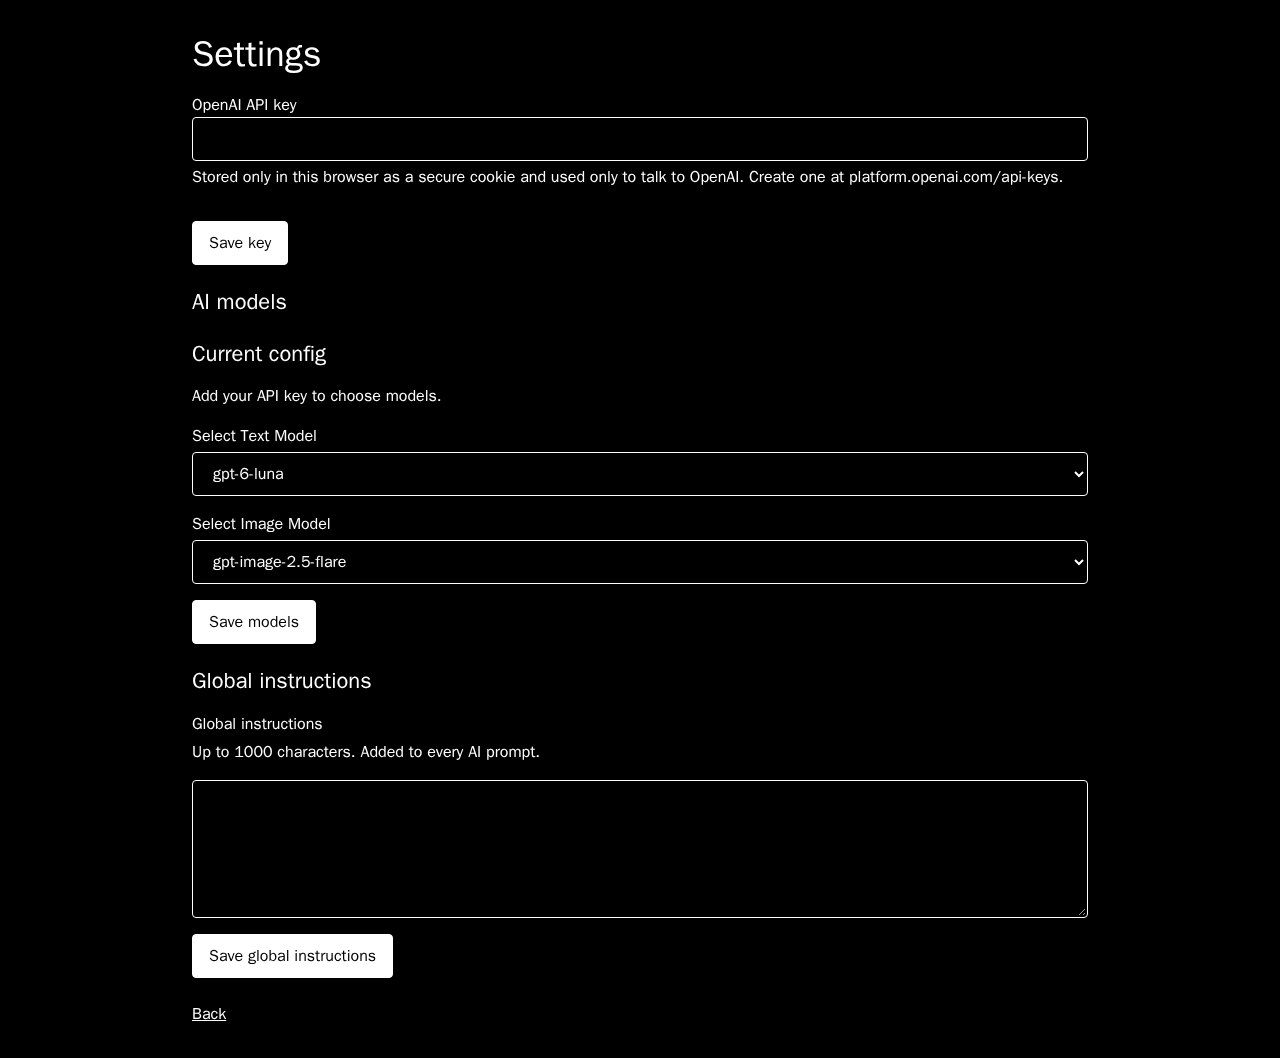 Settings
OpenAI API key
Stored only in this browser as a secure cookie and used only to talk to OpenAI. Create one at platform.openai.com/api-keys.
Save key
AI models
Current config
Add your API key to choose models.
Select Text Model
gpt-6-luna
Select Image Model
gpt-image-2.5-flare
Save models
Global instructions
Global instructions
Up to 1000 characters. Added to every AI prompt.
Save global instructions
Back